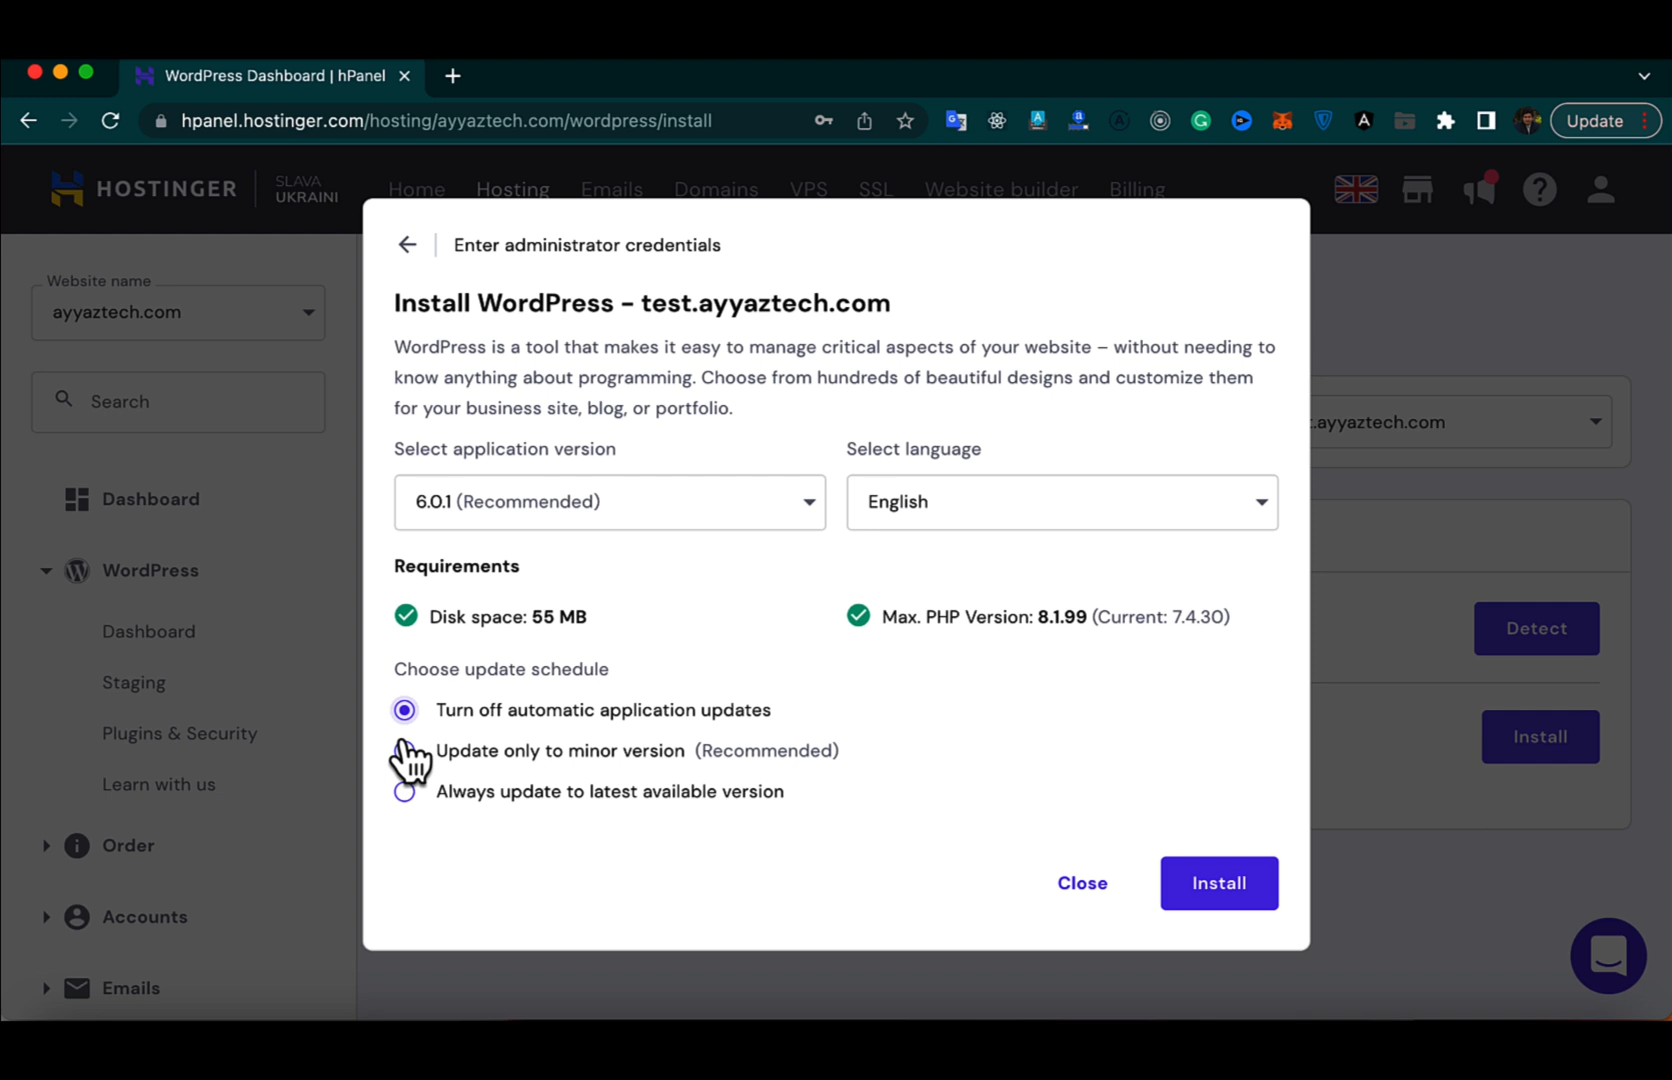 WordPress Dashboard | hPanel
hpanel.hostinger.com/hosting/ayyaztech.com/wordpress/install
Update
HOSTINGER
SLAVA
UKRAINI
Home
Hosting
Emails
Domains
VPS
SSL
Website builder
Billing
Website name
ayyaztech.com
Search
Dashboard
WordPress
Dashboard
Staging
Plugins & Security
Learn with us
Order
Accounts
Emails
Enter administrator credentials
Install WordPress – test.ayyaztech.com
WordPress is a tool that makes it easy to manage critical aspects of your website – without needing to
know anything about programming. Choose from hundreds of beautiful designs and customize them
for your business site, blog, or portfolio.
Select application version
Select language
6.0.1 (Recommended)
English
Requirements
Disk space: 55 MB
Max. PHP Version: 8.1.99 (Current: 7.4.30)
Choose update schedule
Turn off automatic application updates
Update only to minor version (Recommended)
Always update to latest available version
Close
Install
.ayyaztech.com
Detect
Install